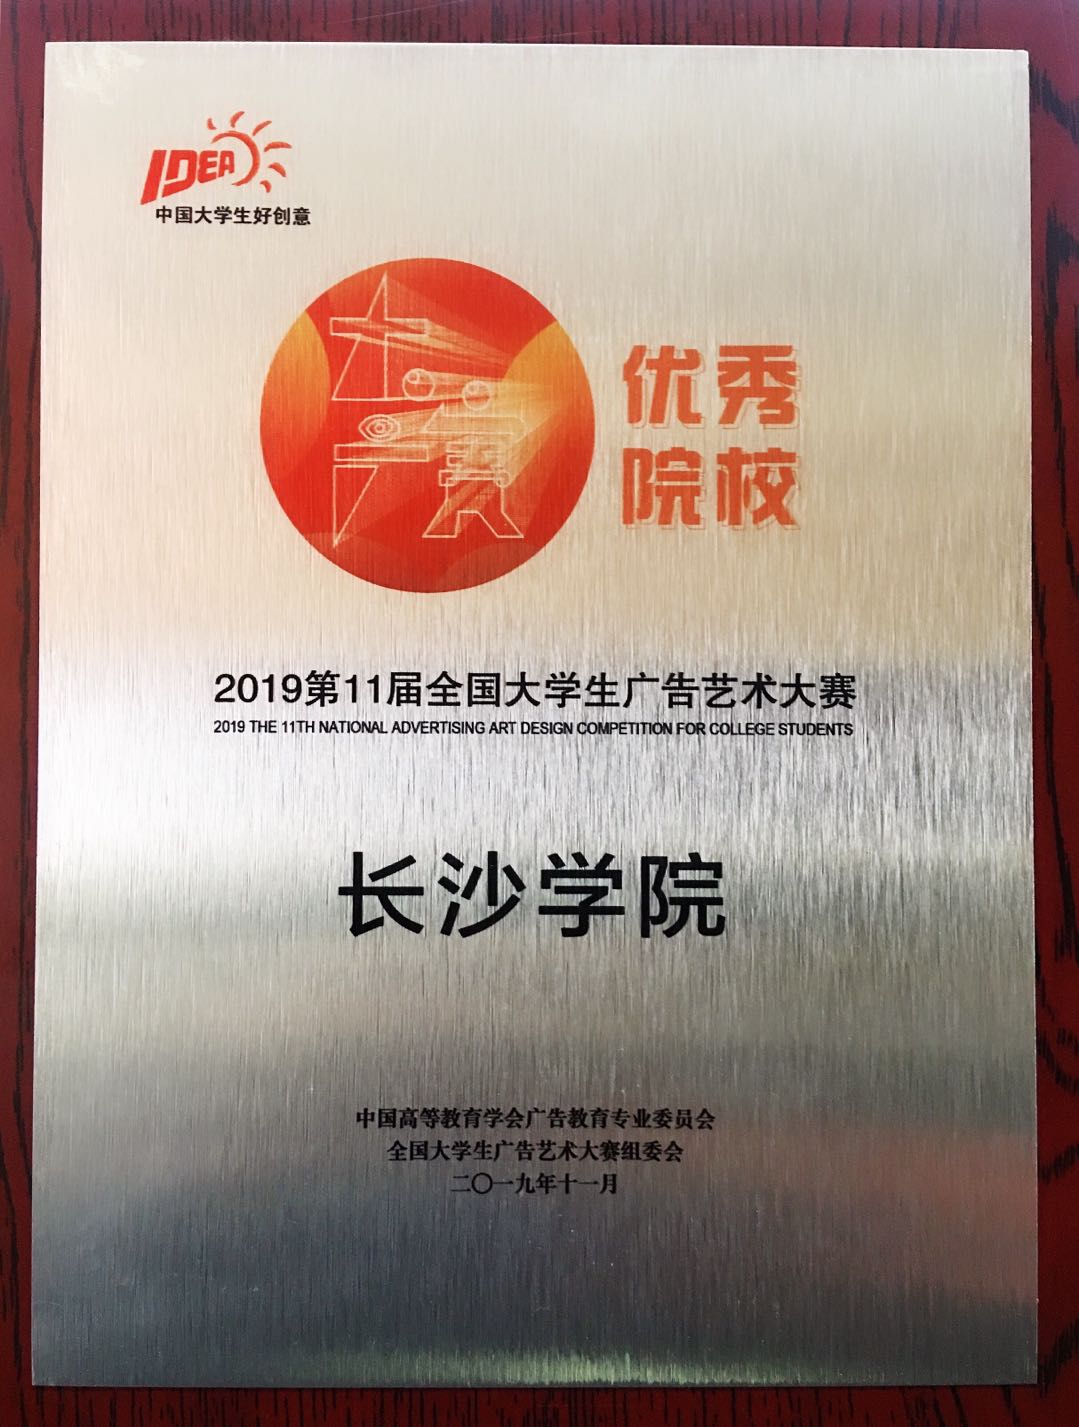 IDEA
中国大学生好创意
大广赛
优秀
院校
2019第11届全国大学生广告艺术大赛
2019 THE 11TH NATIONAL ADVERTISING ART DESIGN COMPETITION FOR COLLEGE STUDENTS
长沙学院
中国高等教育学会广告教育专业委员会
全国大学生广告艺术大赛组委会
二〇一九年十一月